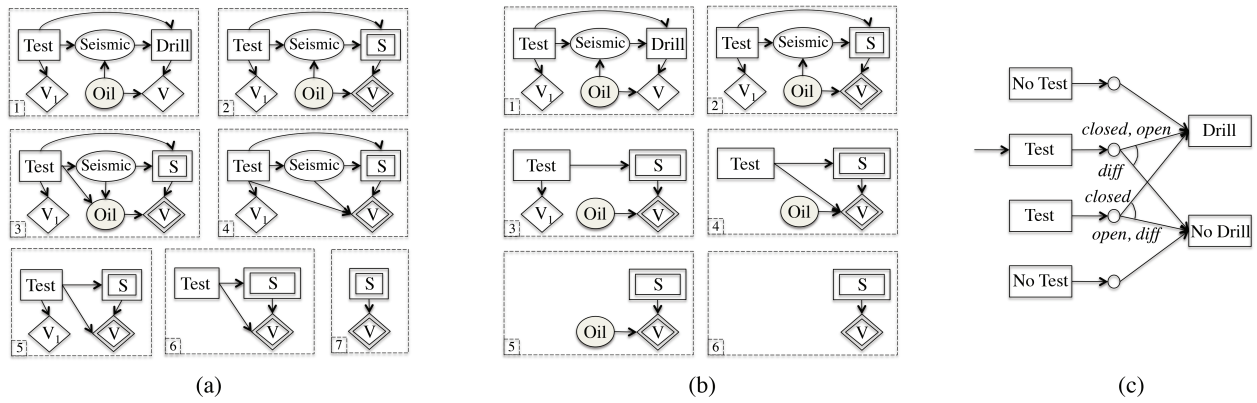 Test Seismic Drill
V1 Oil V
1
Test Seismic S
V1 Oil V
2
Test Seismic S
V1 Oil V
3
Test Seismic S
V1 V
4
Test S
V1 V
5
Test S
V
6
S
V
7
(a)
Test Seismic Drill
V1 Oil V
1
Test Seismic S
V1 Oil V
2
Test S
V1 Oil V
3
Test S
Oil V
4
S
Oil V
5
S
V
6
(b)
No Test
closed, open
Drill
Test
diff
closed
Test
open, diff
No Drill
No Test
(c)